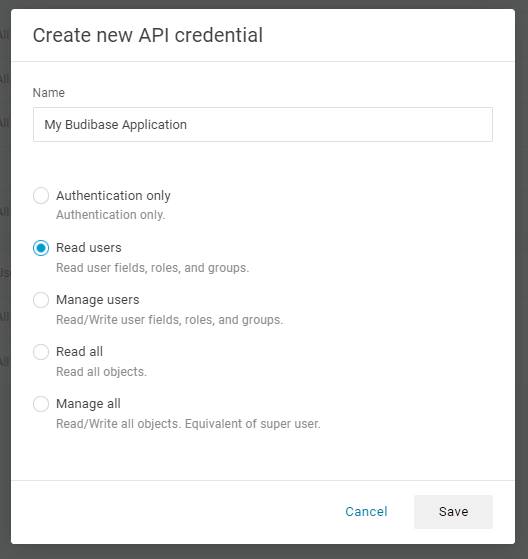 Create new API credential
Name
My Budibase Application
Authentication only
Authentication only.
Read users
Read user fields, roles, and groups.
Manage users
Read/Write user fields, roles, and groups.
Read all
Read all objects.
Manage all
Read/Write all objects. Equivalent of super user.
Cancel Save